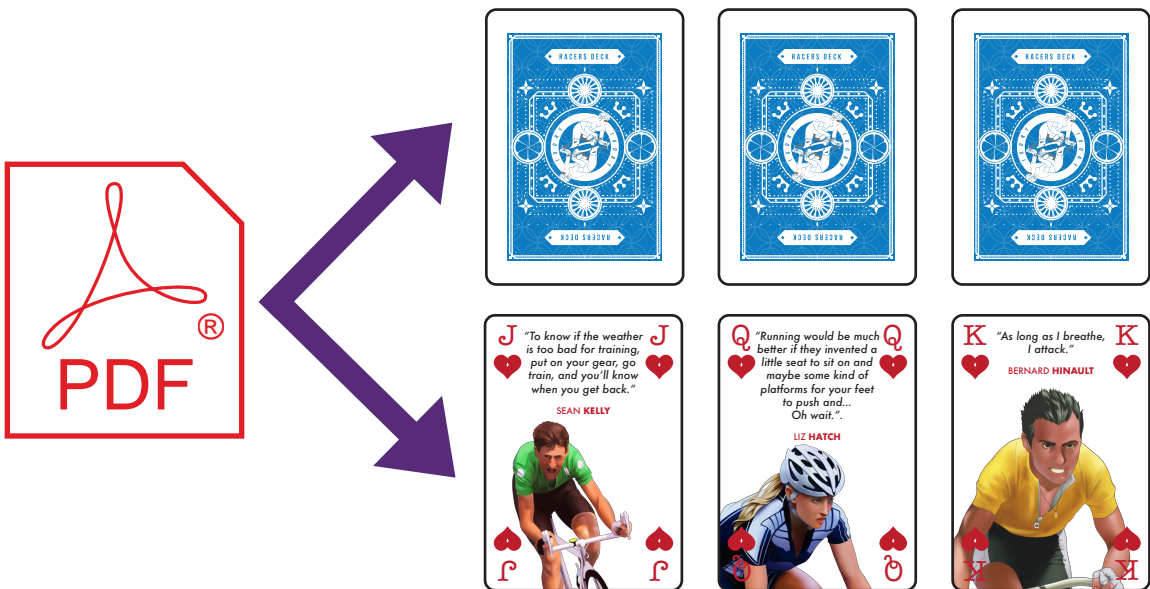 PDF
®
RACERS DECK
RACERS DECK
RACERS DECK
RACERS DECK
RACERS DECK
RACERS DECK
J
“To know if the weather
is too bad for training,
put on your gear, go
train, and you’ll know
when you get back.”
J
SEAN KELLY
J
J
Q
“Running would be much
better if they invented a
little seat to sit on and
maybe some kind of
platforms for your feet
to push and...
Oh wait.”.
Q
LIZ HATCH
Q
Q
K
“As long as I breathe,
I attack.”
K
BERNARD HINAULT
K
K